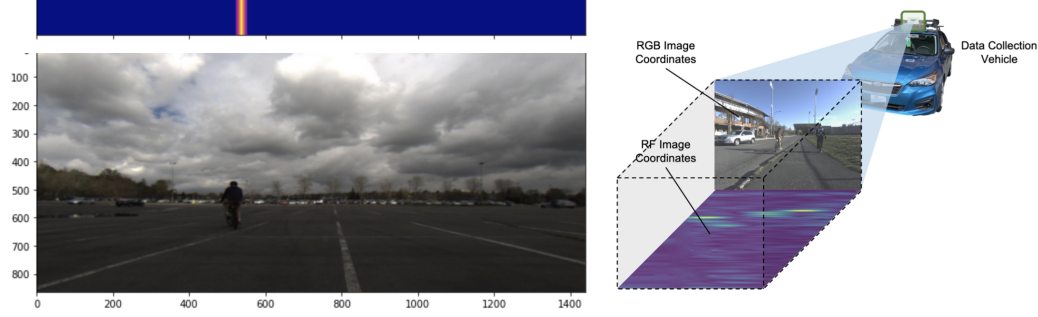 100
200
300
400
500
600
700
800
0 200 400 600 800 1000 1200 1400
RGB Image
Coordinates
RF Image
Coordinates
Data Collection
Vehicle